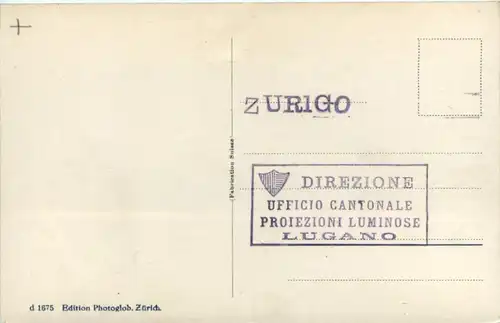 ZURIGO
(Fabrication Suisse)
DIREZIONE
UFFICIO CANTONALE
PROIEZIONI LUMINOSE
LUGANO
d 1675 Edition Photoglob, Zürich.